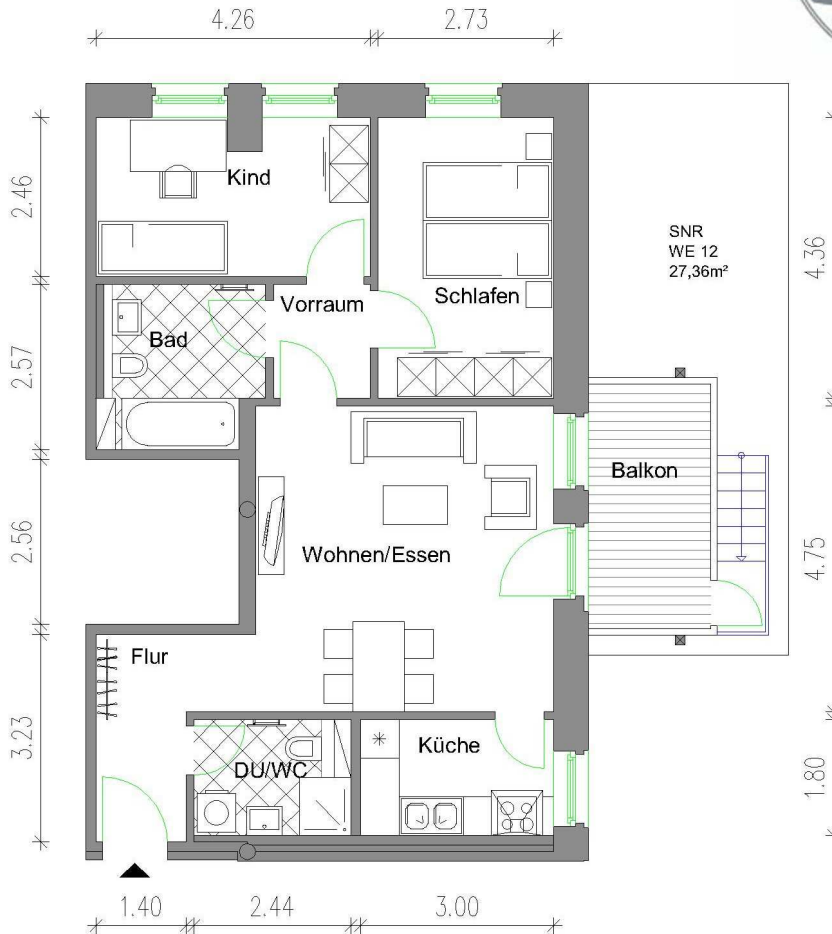 4.26
2.73
2.46
Kind
SNR
WE 12
27,36m²
4.36
Vorraum
Schlafen
Bad
2.57
Balkon
2.56
Wohnen/Essen
4.75
Flur
3.23
Küche
DU/WC
1.80
1.40
2.44
3.00